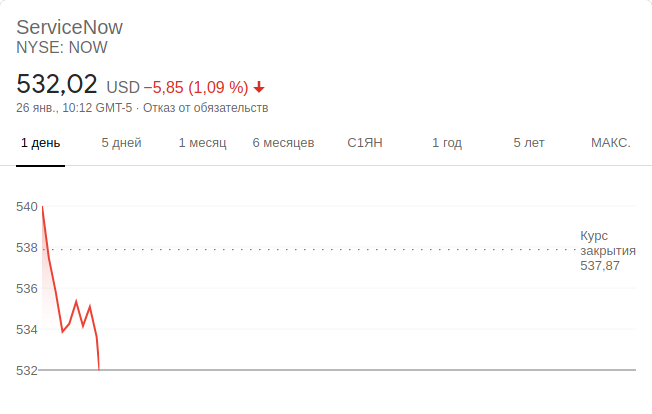 ServiceNow
NYSE: NOW
532,02 USD −5,85 (1,09 %)
26 янв., 10:12 GMT-5 · Отказ от обязательств
1 день 5 дней 1 месяц 6 месяцев С1ЯН 1 год 5 лет МАКС.
540
538
536
534
532
Курс
закрытия
537,87